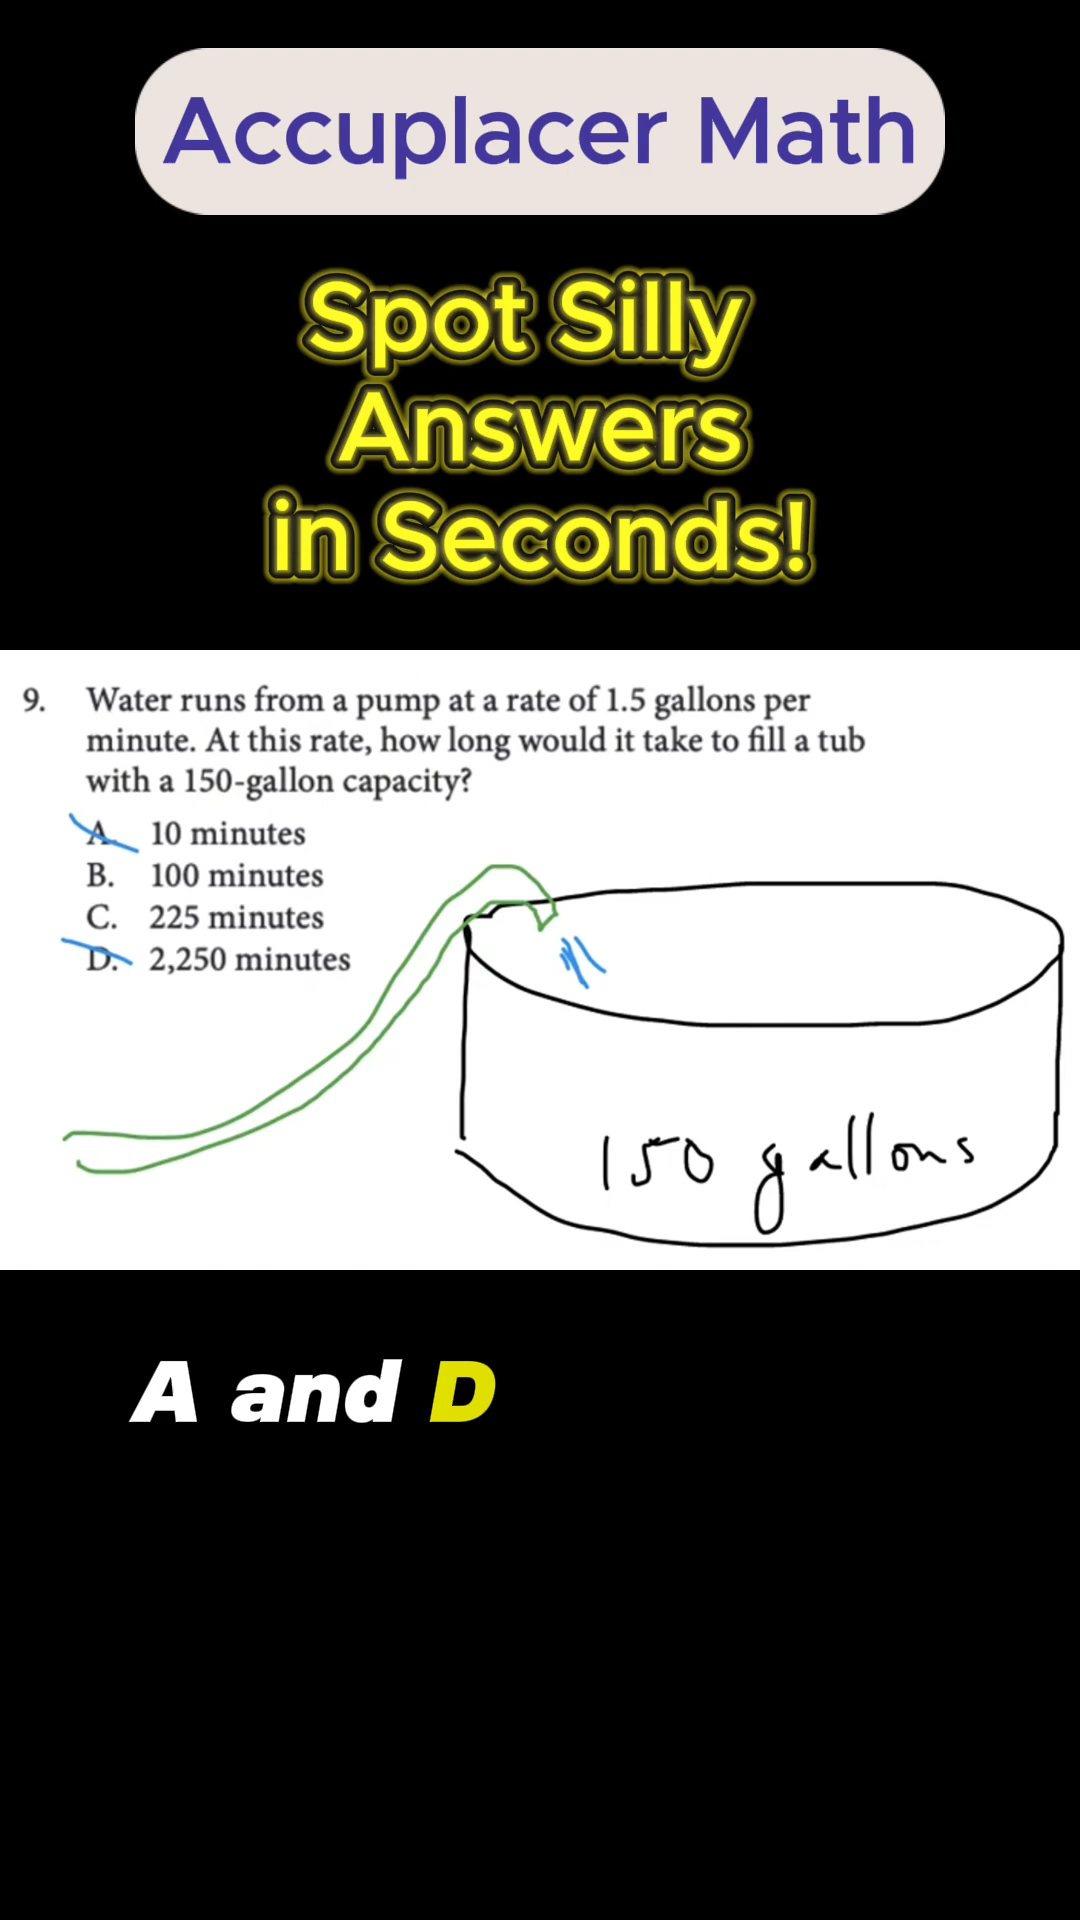 Accuplacer Math
Spot Silly
Answers
in Seconds!
9. Water runs from a pump at a rate of 1.5 gallons per
minute. At this rate, how long would it take to fill a tub
with a 150-gallon capacity?
A. 10 minutes
B. 100 minutes
C. 225 minutes
D. 2,250 minutes
150 gallons
A and D